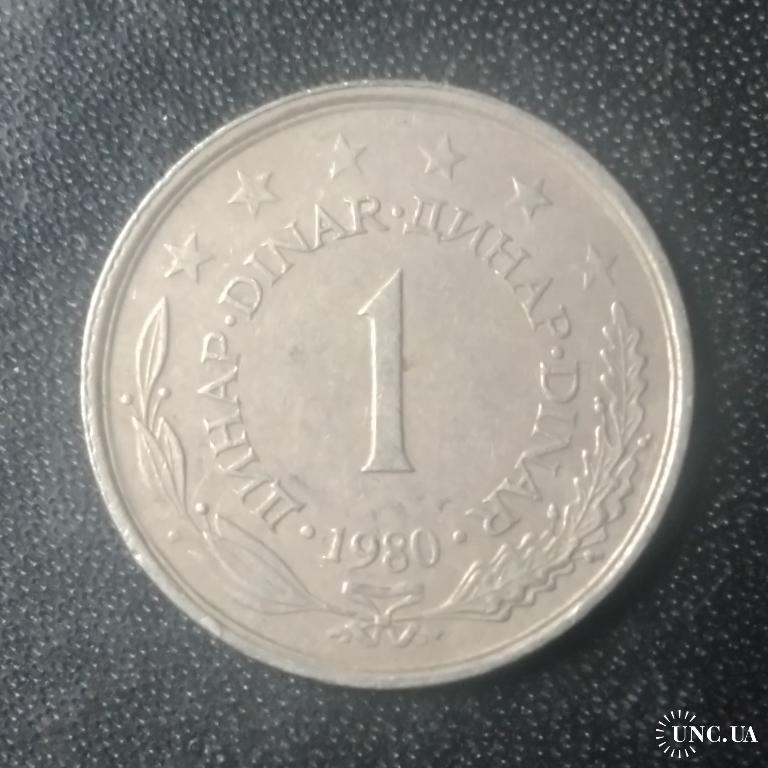 ДИНАР · DINAR · ДИНАР · DINAR
1
· 1980 ·
UNC.UA